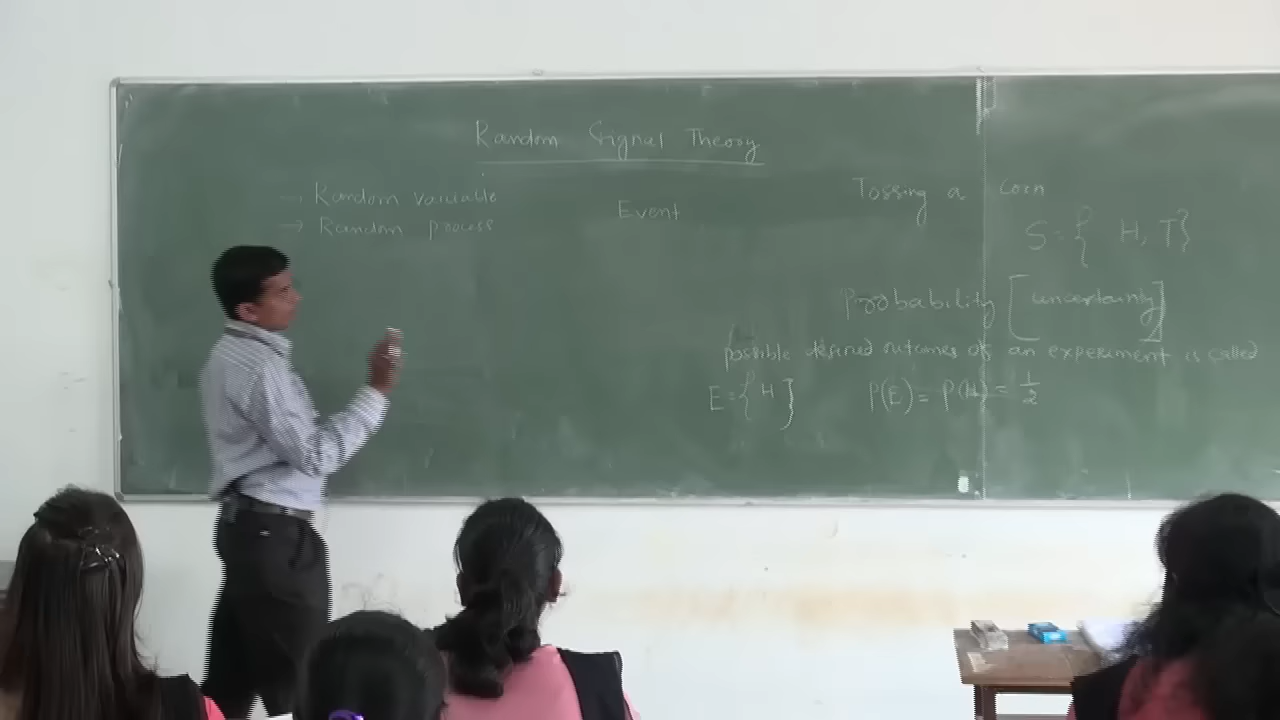 Random Signal Theory
→ Random variable
→ Random process
Event
Tossing a Coin
S = { H, T}
Probability [uncertainty]
possible desired outcomes of an experiment is called
E = { H } P(E) = P(H) = 1/2